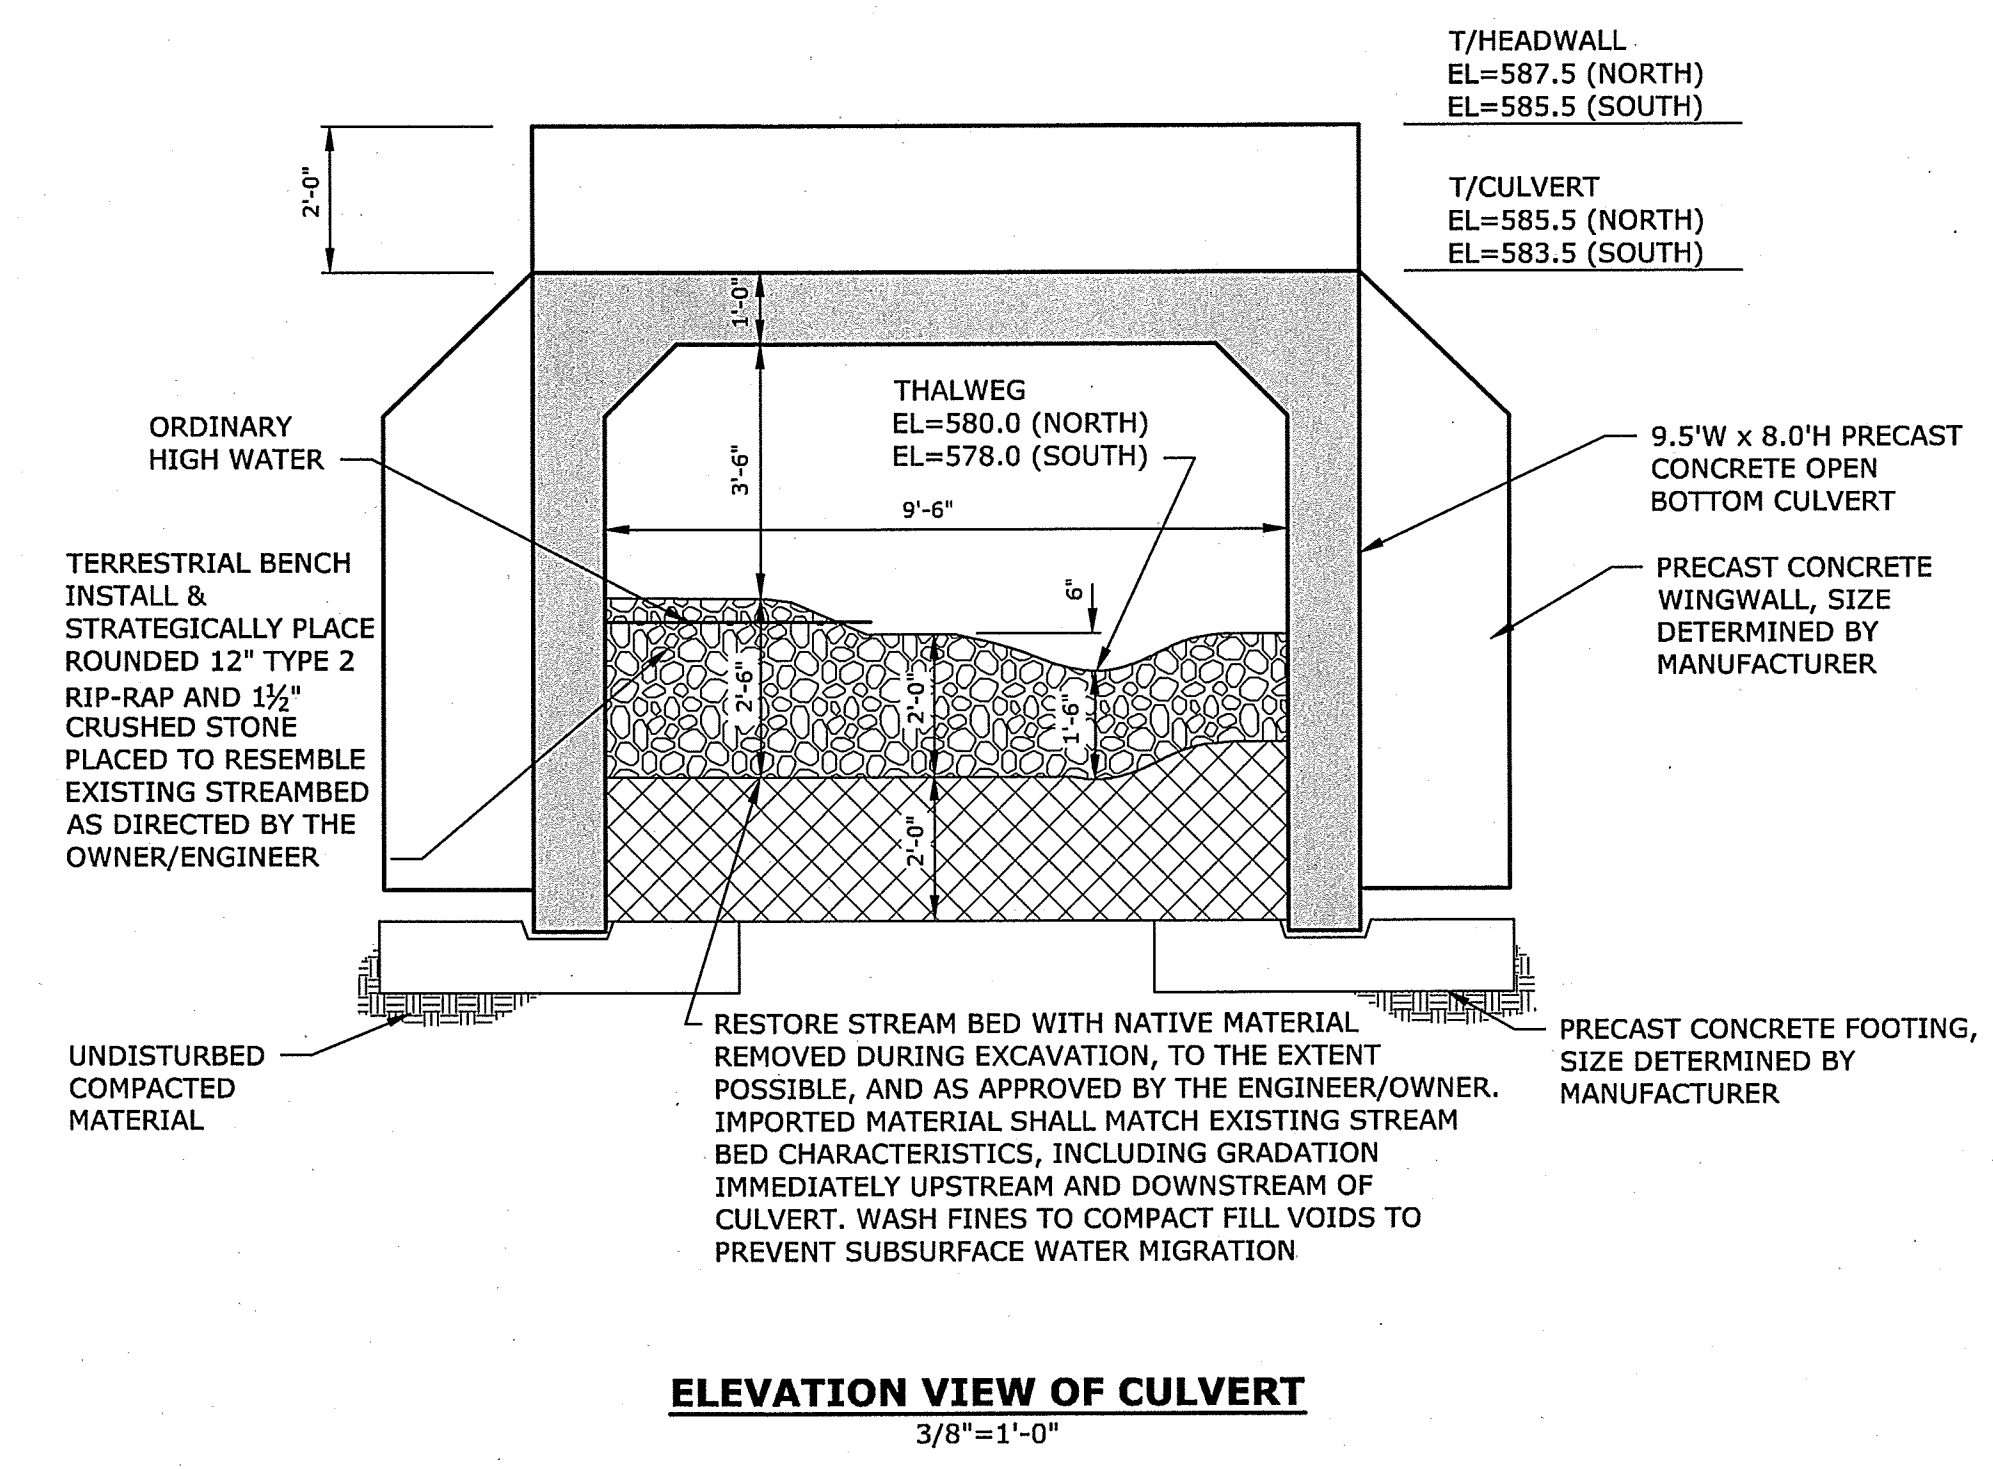 T/HEADWALL
EL=587.5 (NORTH)
EL=585.5 (SOUTH)
T/CULVERT
EL=585.5 (NORTH)
EL=583.5 (SOUTH)
2'-0"
1'-0"
THALWEG
EL=580.0 (NORTH)
EL=578.0 (SOUTH)
3'-6"
9'-6"
6"
ORDINARY
HIGH WATER
9.5'W x 8.0'H PRECAST
CONCRETE OPEN
BOTTOM CULVERT
TERRESTRIAL BENCH
INSTALL &
STRATEGICALLY PLACE
ROUNDED 12" TYPE 2
RIP-RAP AND 1½"
CRUSHED STONE
PLACED TO RESEMBLE
EXISTING STREAMBED
AS DIRECTED BY THE
OWNER/ENGINEER
PRECAST CONCRETE
WINGWALL, SIZE
DETERMINED BY
MANUFACTURER
2'-6"
2'-0"
1'-6"
2'-0"
UNDISTURBED
COMPACTED
MATERIAL
RESTORE STREAM BED WITH NATIVE MATERIAL
REMOVED DURING EXCAVATION, TO THE EXTENT
POSSIBLE, AND AS APPROVED BY THE ENGINEER/OWNER.
IMPORTED MATERIAL SHALL MATCH EXISTING STREAM
BED CHARACTERISTICS, INCLUDING GRADATION
IMMEDIATELY UPSTREAM AND DOWNSTREAM OF
CULVERT. WASH FINES TO COMPACT FILL VOIDS TO
PREVENT SUBSURFACE WATER MIGRATION
PRECAST CONCRETE FOOTING,
SIZE DETERMINED BY
MANUFACTURER
ELEVATION VIEW OF CULVERT
3/8"=1'-0"